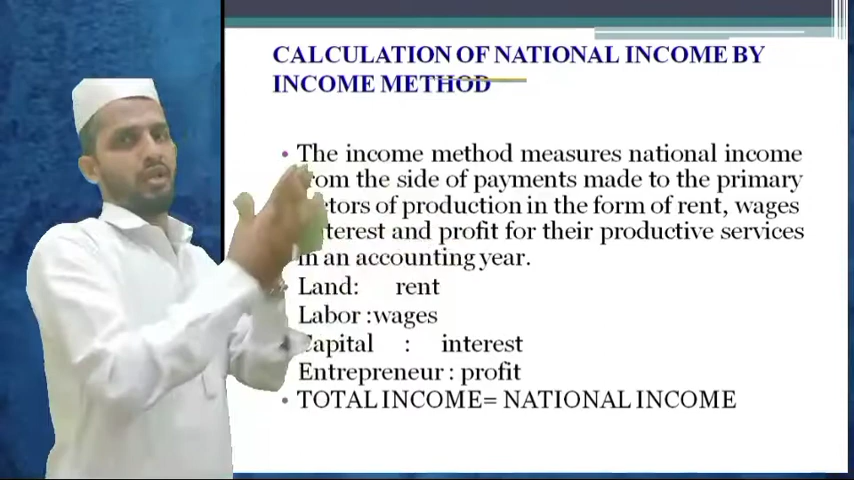 CALCULATION OF NATIONAL INCOME BY
INCOME METHOD
• The income method measures national income
from the side of payments made to the primary
factors of production in the form of rent, wages
interest and profit for their productive services
in an accounting year.
Land: rent
Labor :wages
Capital : interest
Entrepreneur : profit
• TOTAL INCOME= NATIONAL INCOME